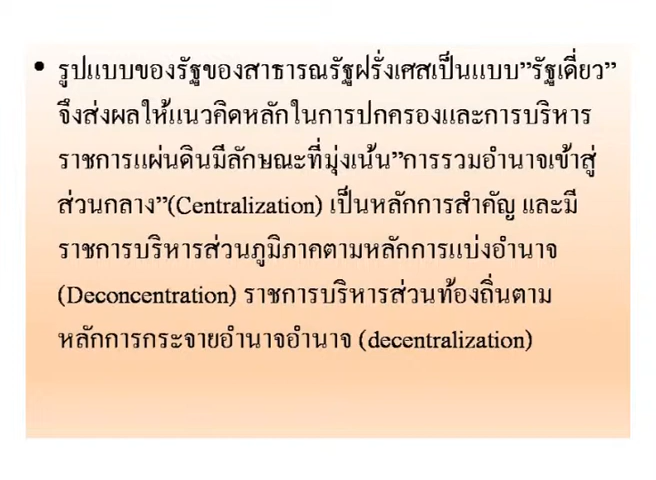 • รูปแบบของรัฐของสาธารณรัฐฝรั่งเศสเป็นแบบ”รัฐเดี่ยว”
จึงส่งผลให้แนวคิดหลักในการปกครองและการบริหาร
ราชการแผ่นดินมีลักษณะที่มุ่งเน้น”การรวมอำนาจเข้าสู่
ส่วนกลาง”(Centralization) เป็นหลักการสำคัญ และมี
ราชการบริหารส่วนภูมิภาคตามหลักการแบ่งอำนาจ
(Deconcentration) ราชการบริหารส่วนท้องถิ่นตาม
หลักการกระจายอำนาจอำนาจ (decentralization)